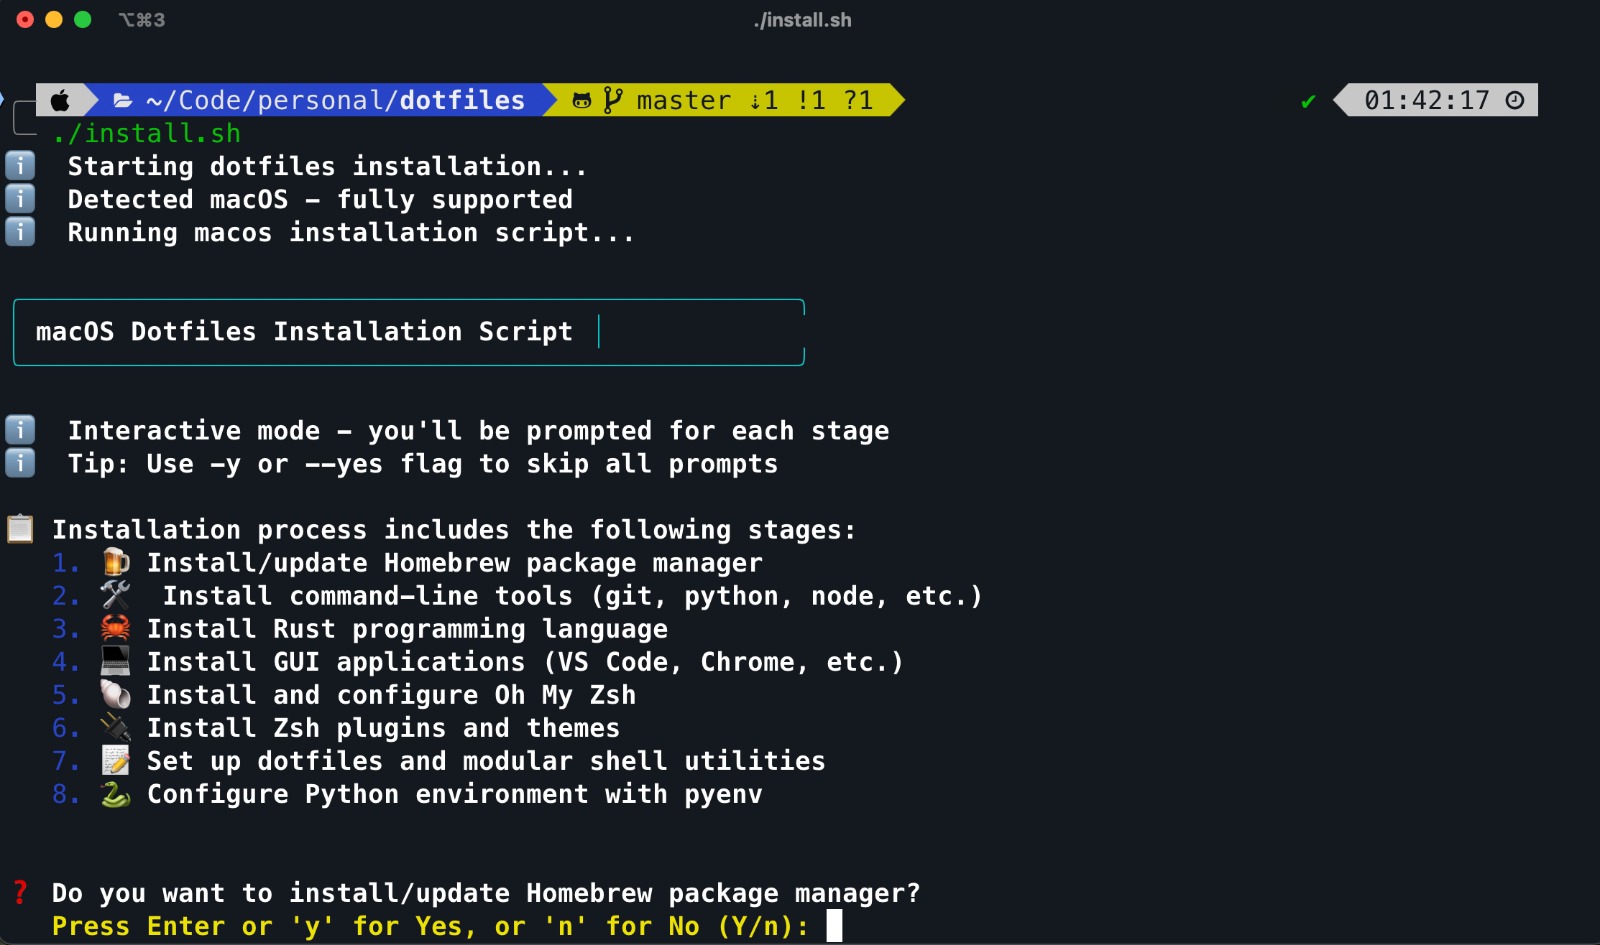 ⌥⌘3 ./install.sh
~/Code/personal/dotfiles master ⇣1 !1 ?1 ✔ 01:42:17
./install.sh
Starting dotfiles installation...
Detected macOS - fully supported
Running macos installation script...
macOS Dotfiles Installation Script
Interactive mode - you'll be prompted for each stage
Tip: Use -y or --yes flag to skip all prompts
Installation process includes the following stages:
1. 🍺 Install/update Homebrew package manager
2. 🛠️ Install command-line tools (git, python, node, etc.)
3. 🦀 Install Rust programming language
4. 💻 Install GUI applications (VS Code, Chrome, etc.)
5. 🐚 Install and configure Oh My Zsh
6. 🔌 Install Zsh plugins and themes
7. 📝 Set up dotfiles and modular shell utilities
8. 🐍 Configure Python environment with pyenv
? Do you want to install/update Homebrew package manager?
Press Enter or 'y' for Yes, or 'n' for No (Y/n):